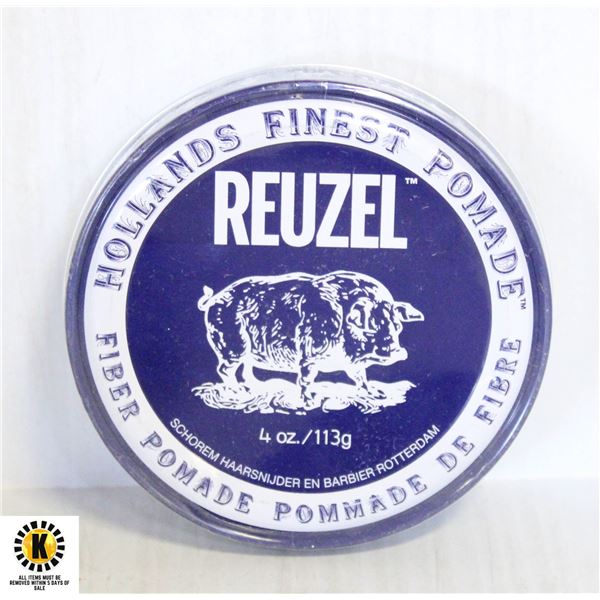 HOLLANDS FINEST POMADE™
REUZEL™
4 oz./113g
SCHOREM HAARSNIJDER EN BARBIER ROTTERDAM
FIBER POMADE POMMADE DE FIBRE
K
ALL ITEMS MUST BE
REMOVED WITHIN 5 DAYS OF
SALE